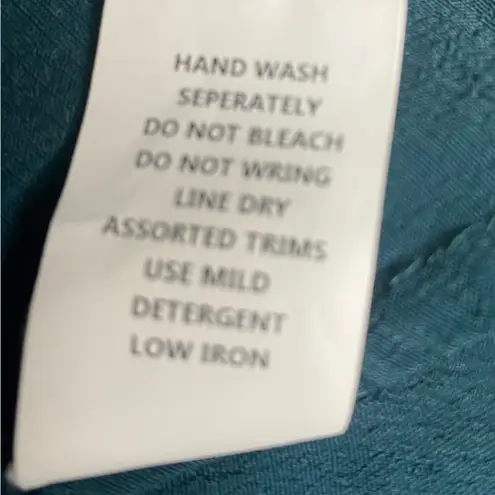 HAND WASH
SEPERATELY
DO NOT BLEACH
DO NOT WRING
LINE DRY
ASSORTED TRIMS
USE MILD
DETERGENT
LOW IRON